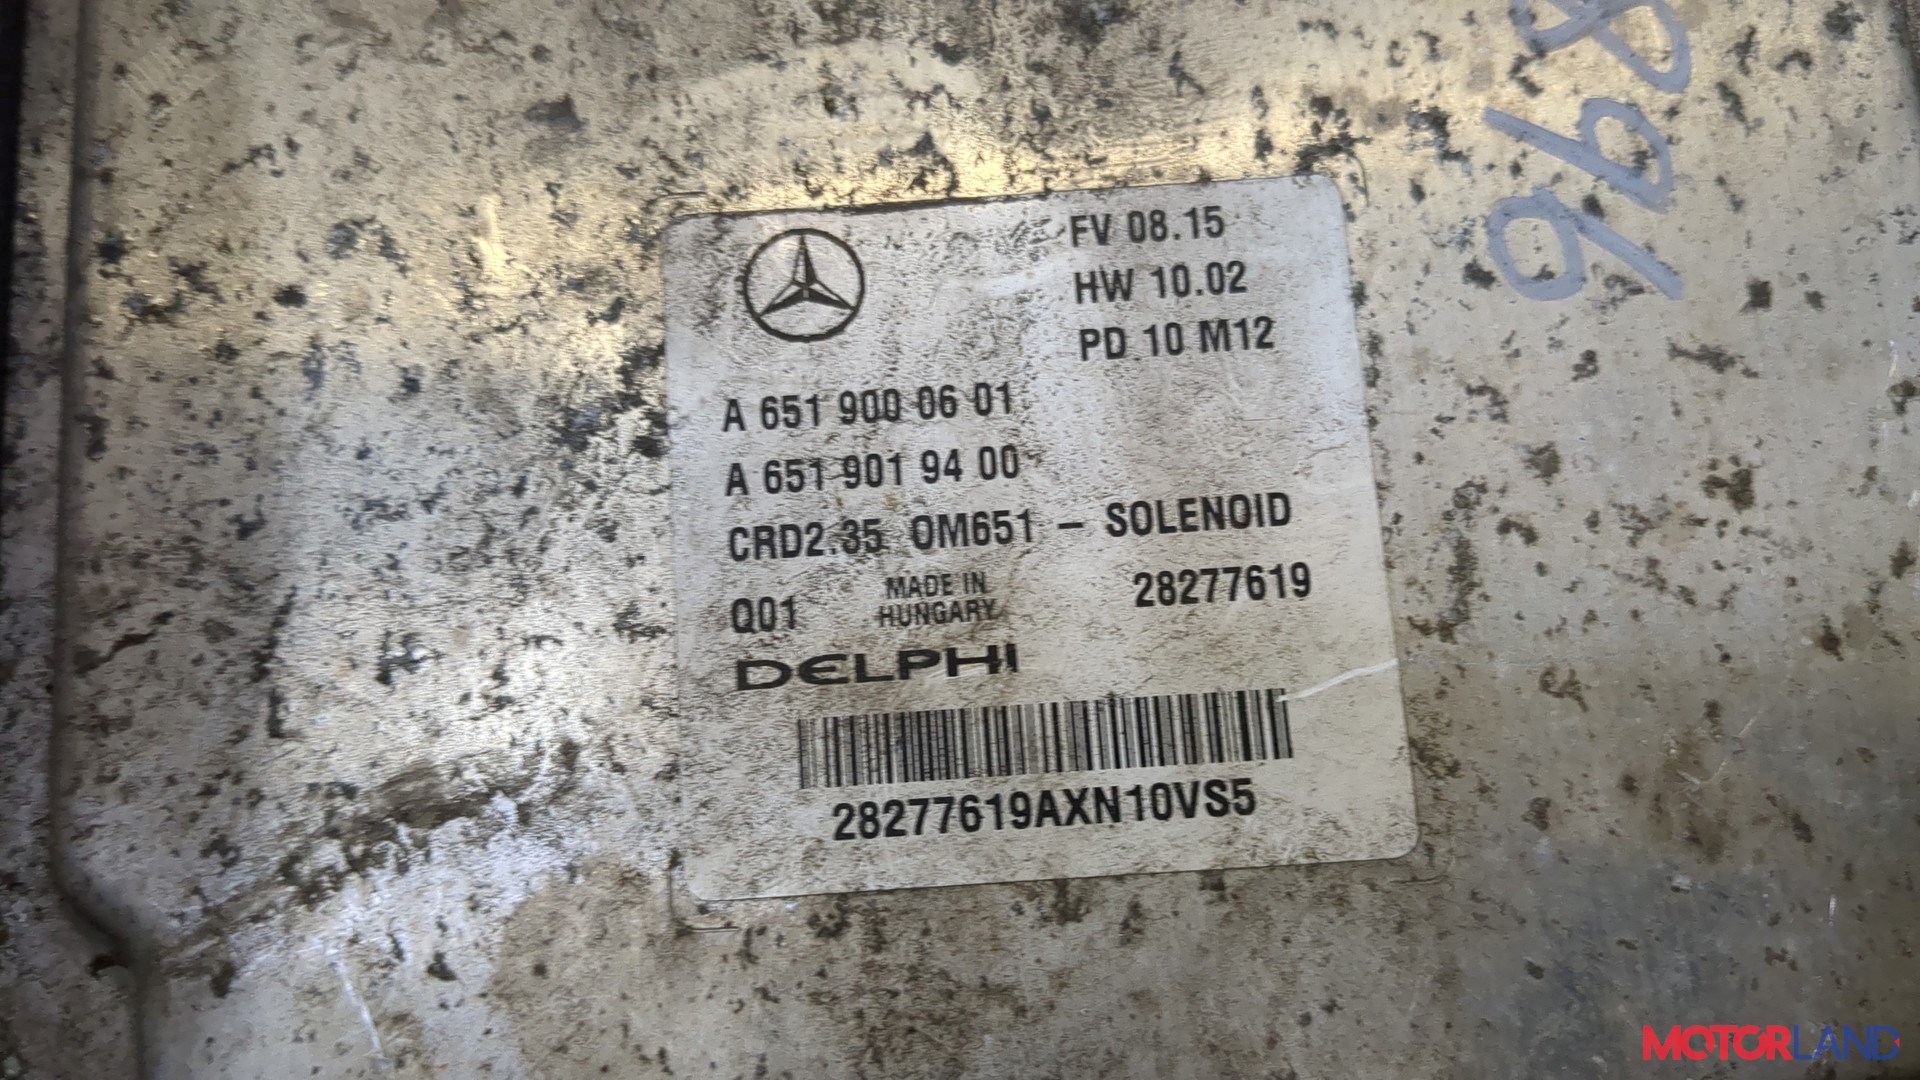 FV 08.15
HW 10.02
PD 10 M12
A 651 900 06 01
A 651 901 94 00
CRD2.35 OM651 – SOLENOID
Q01
MADE IN
HUNGARY
28277619
DELPHI
28277619AXN10VS5
MOTORLAND